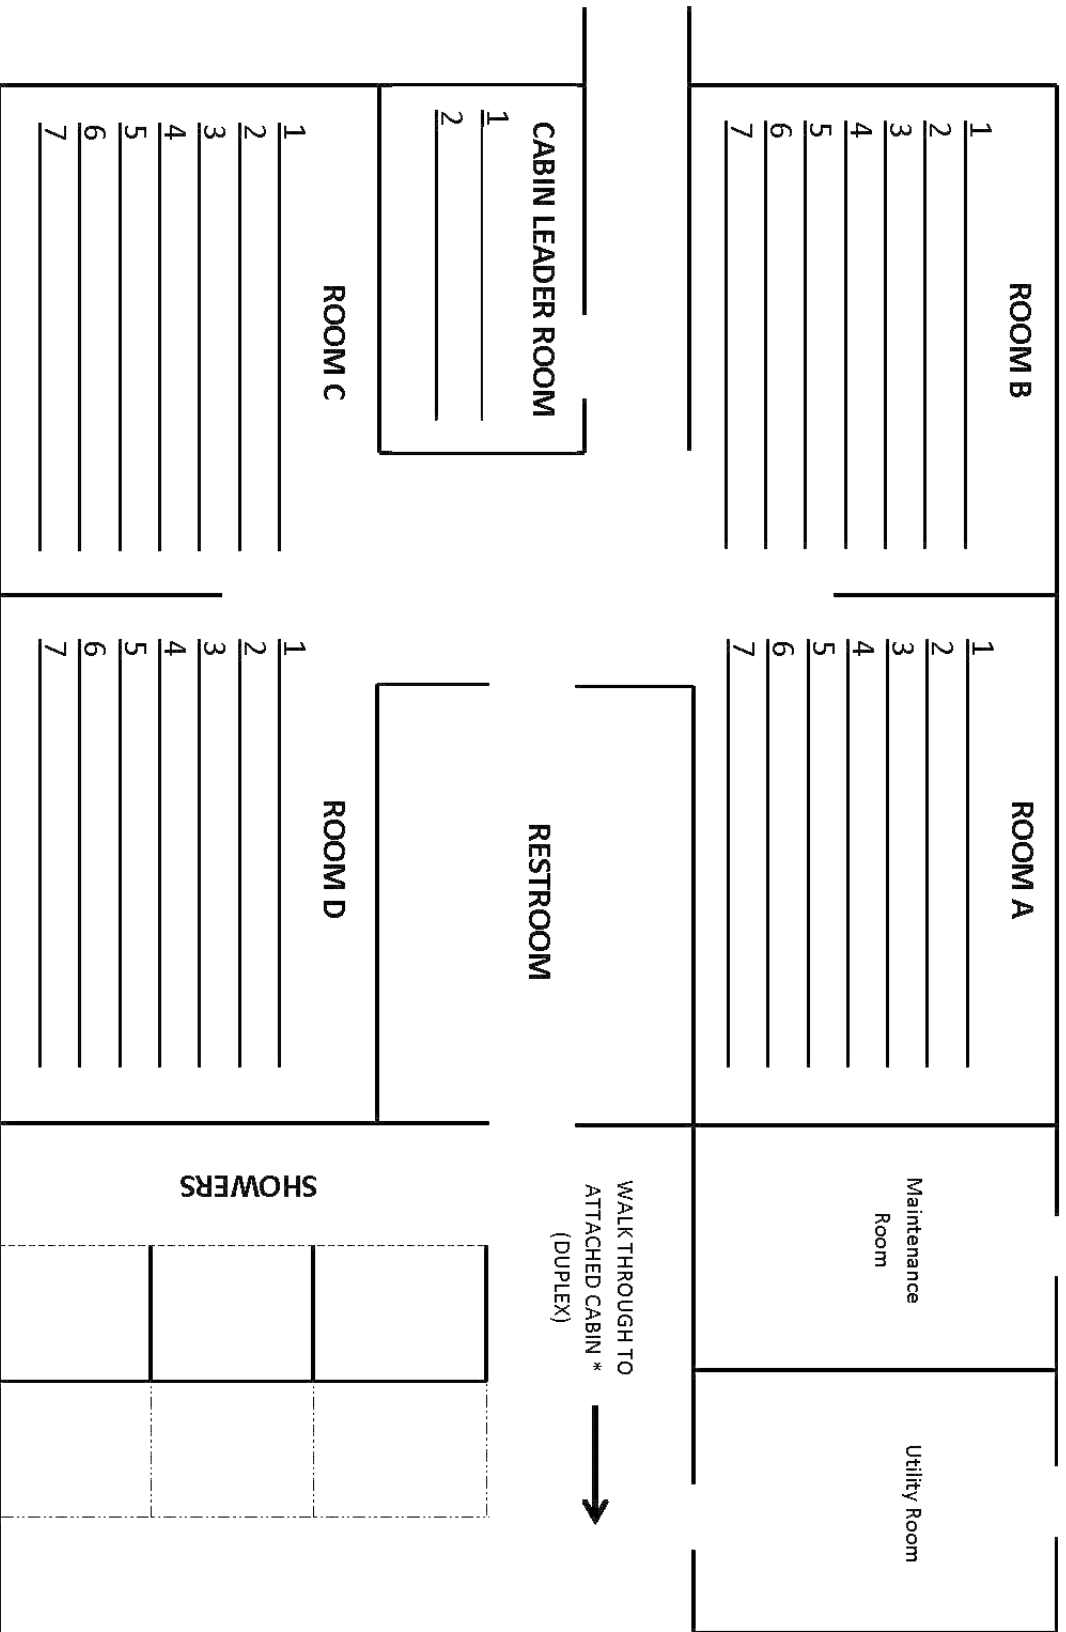 ROOM B
1
2
3
4
5
6
7
CABIN LEADER ROOM
1
2
ROOM C
1
2
3
4
5
6
7
ROOM A
1
2
3
4
5
6
7
RESTROOM
ROOM D
1
2
3
4
5
6
7
Maintenance
Room
Utility Room
WALK THROUGH TO
ATTACHED CABIN *
(DUPLEX)
SHOWERS